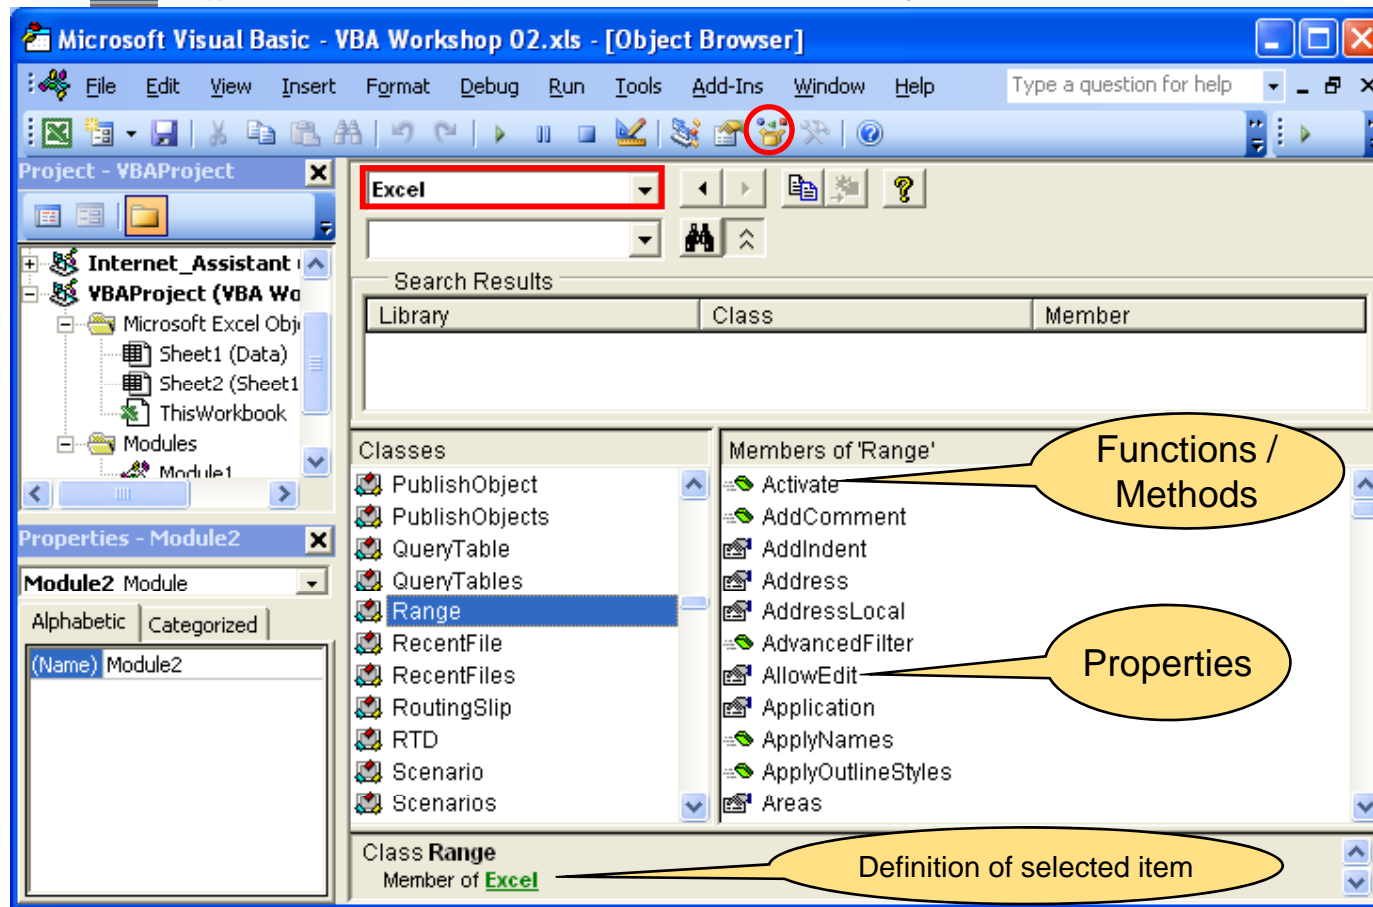 Microsoft Visual Basic - VBA Workshop 02.xls - [Object Browser]
File Edit View Insert Format Debug Run Tools Add-Ins Window Help Type a question for help
Project - VBAProject
Excel
Internet_Assistant
VBAProject (VBA Wo
Microsoft Excel Obj
Sheet1 (Data)
Sheet2 (Sheet1
ThisWorkbook
Modules
Module1
Search Results
Library Class Member
Properties - Module2
Module2 Module
Alphabetic Categorized
(Name) Module2
Classes
PublishObject
PublishObjects
QueryTable
QueryTables
Range
RecentFile
RecentFiles
RoutingSlip
RTD
Scenario
Scenarios
Members of 'Range'
Activate
AddComment
AddIndent
Address
AddressLocal
AdvancedFilter
AllowEdit
Application
ApplyNames
ApplyOutlineStyles
Areas
Functions /
Methods
Properties
Class Range
Member of Excel
Definition of selected item